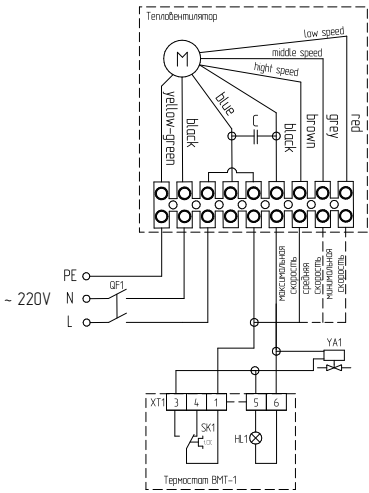 Тепловентилятор
low speed
middle speed
hight speed
M
yellow-green
black
blue
C
black
brown
grey
red
максимальная
скорость
средняя
скорость
минимальная
скорость
PE
QF1
~ 220V
N
L
YA1
XT1
3
4
1
5
6
SK1
HL1
Термостат ВМТ-1